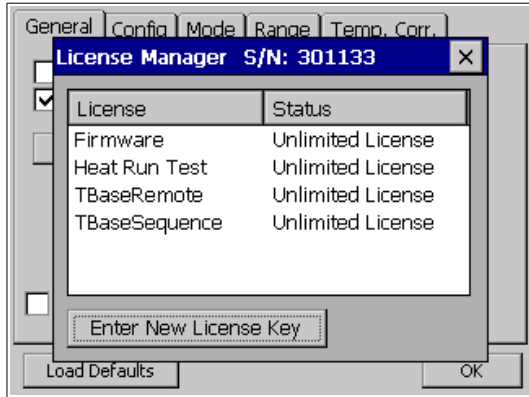 General Config Mode Range Temp. Corr.
License Manager S/N: 301133
License Status
Firmware Unlimited License
Heat Run Test Unlimited License
TBaseRemote Unlimited License
TBaseSequence Unlimited License
Enter New License Key
Load Defaults OK